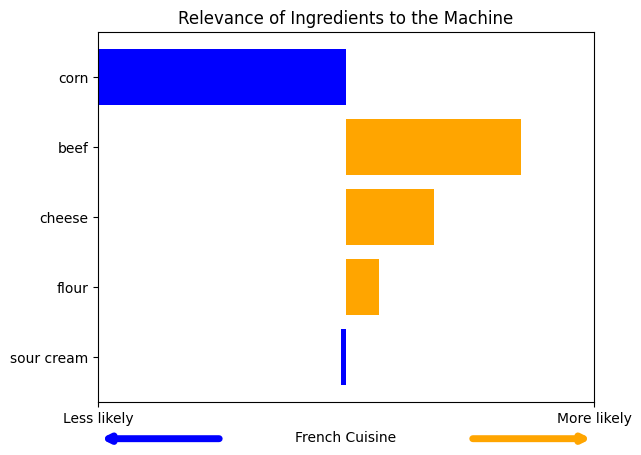 Relevance of Ingredients to the Machine
corn
beef
cheese
flour
sour cream
Less likely
More likely
French Cuisine